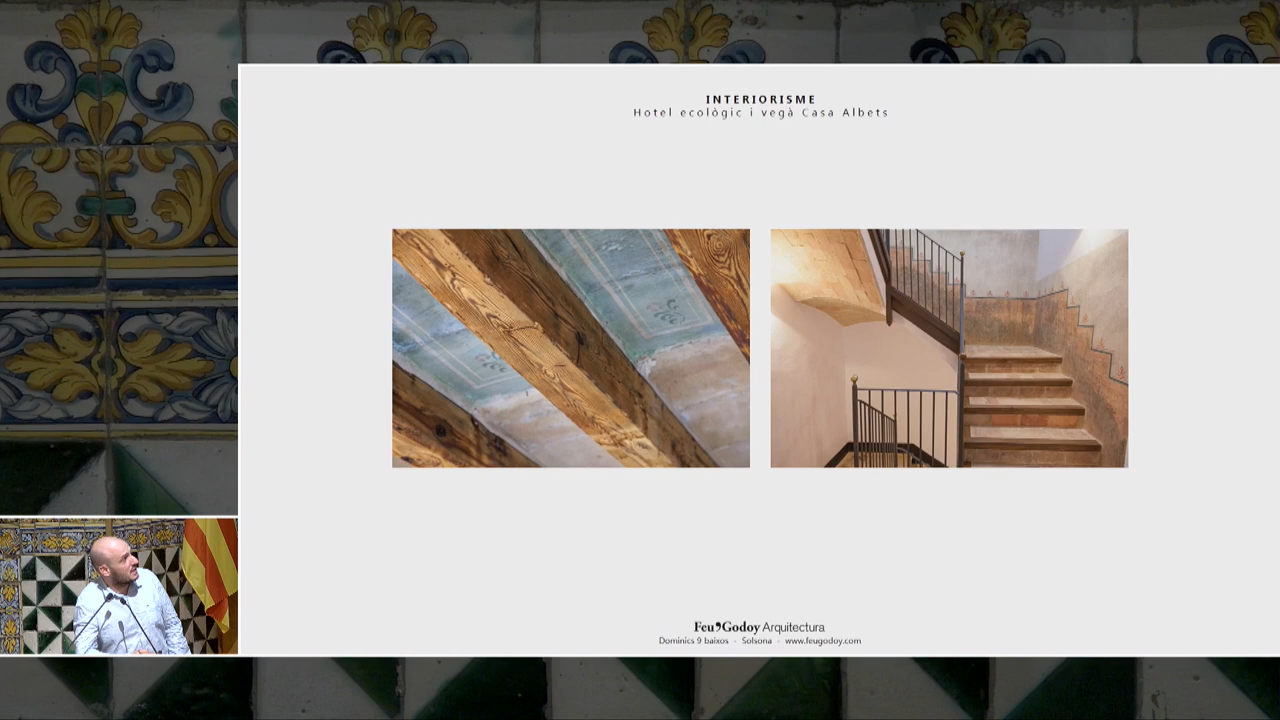 INTERIORISME
Hotel ecològic i vegà Casa Albets
Feu Godoy Arquitectura
Dominics 9 baixos · Solsona · www.feugodoy.com